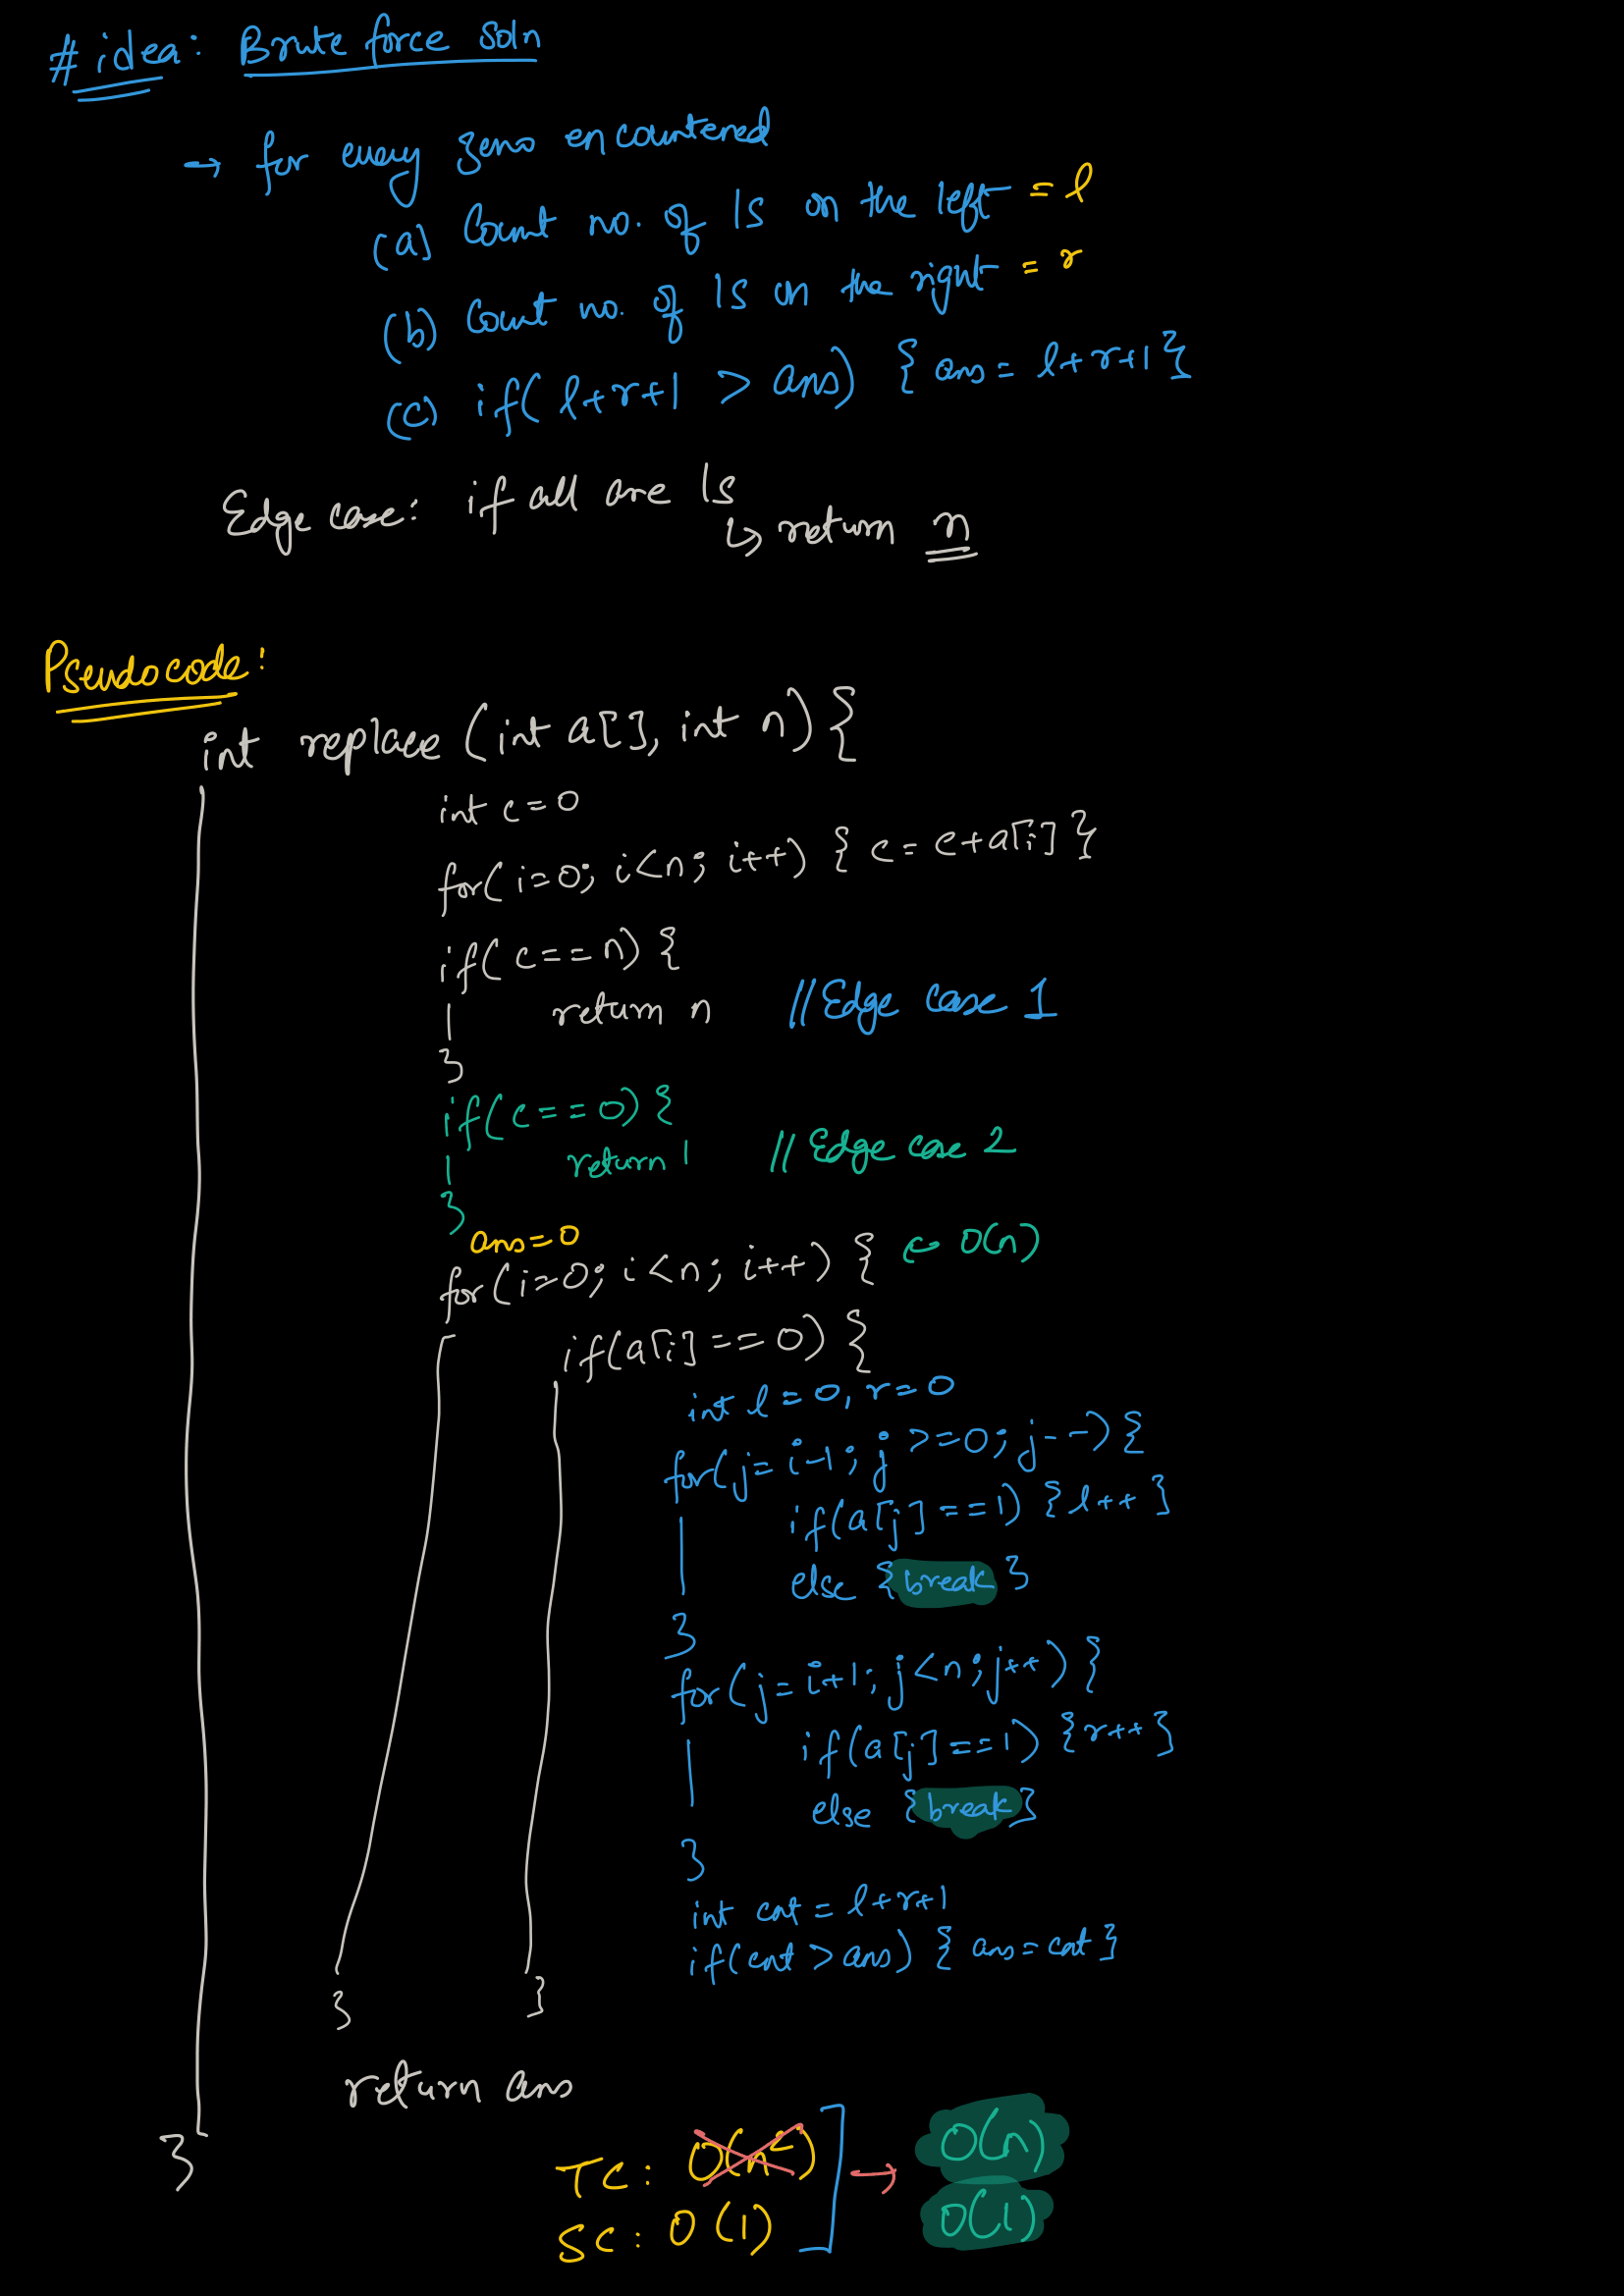 # idea: Brute force soln
→ for every zero encountered
(a) Count no. of 1s on the left = l
(b) Count no. of 1s on the right = r
(c) if( l+r+1 > ans) { ans = l+r+1 }
Edge case: if all are 1s
↳ return n
Pseudocode:
int replace (int a[], int n) {
int c=0
for( i=0; i<n; i++) { c = c+a[i] }
if( c==n) {
return n // Edge case 1
}
if( c==0) {
return 1 // Edge case 2
}
ans=0
for( i=0; i<n; i++) { ← O(n)
if(a[i] ==0) {
int l=0, r=0
for(j= i-1; j >=0; j--) {
if(a[j] ==1) { l++ }
else { break }
}
for(j= i+1; j<n; j++) {
if(a[j]==1) {r++}
else {break}
}
int cnt = l+r+1
if(cnt > ans) { ans = cnt }
}
}
return ans
}
TC: O(n²) → O(n)
SC: O(1) O(1)